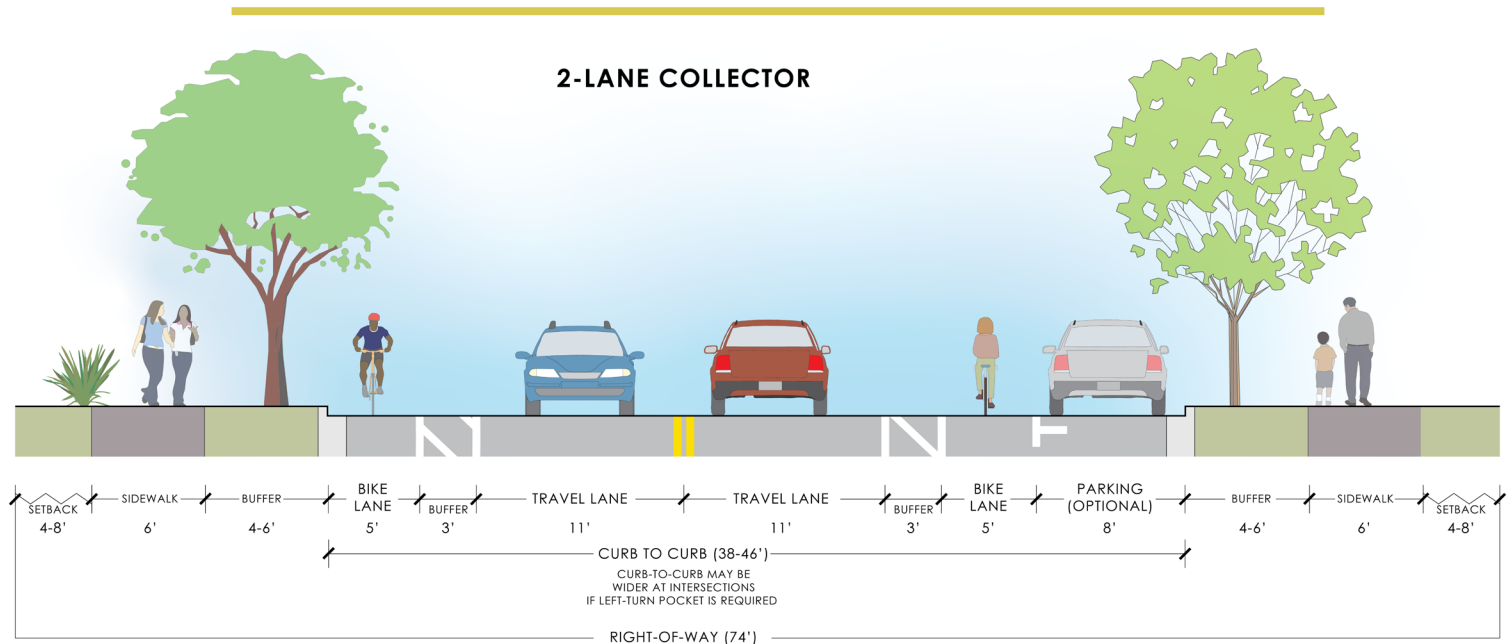 2-LANE COLLECTOR
SETBACK
4-8'
SIDEWALK
6'
BUFFER
4-6'
BIKE
LANE
5'
BUFFER
3'
TRAVEL LANE
11'
TRAVEL LANE
11'
BUFFER
3'
BIKE
LANE
5'
PARKING
(OPTIONAL)
8'
BUFFER
4-6'
SIDEWALK
6'
SETBACK
4-8'
CURB TO CURB (38-46')
CURB-TO-CURB MAY BE
WIDER AT INTERSECTIONS
IF LEFT-TURN POCKET IS REQUIRED
RIGHT-OF-WAY (74')